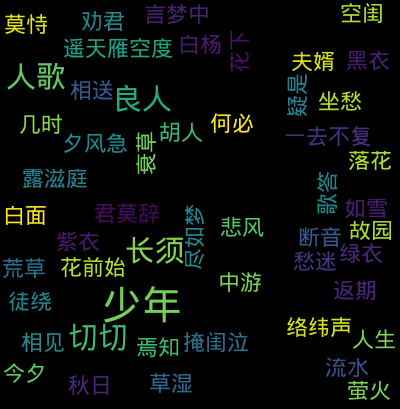 莫恃
劝君
言梦中
空闺
遥天雁空度
白杨
花下
夫婿
黑衣
人歌
相送
良人
疑是
坐愁
几时
夕风急
衰草
胡人
何必
一去不复
落花
露滋庭
歌答
白面
君莫辞
尽如梦
悲风
如雪
紫衣
长须
断音
故园
荒草
花前始
愁迷
绿衣
徒绕
少年
中游
返期
相见
切切
焉知
掩闺泣
络纬声
人生
今夕
秋日
草湿
流水
萤火